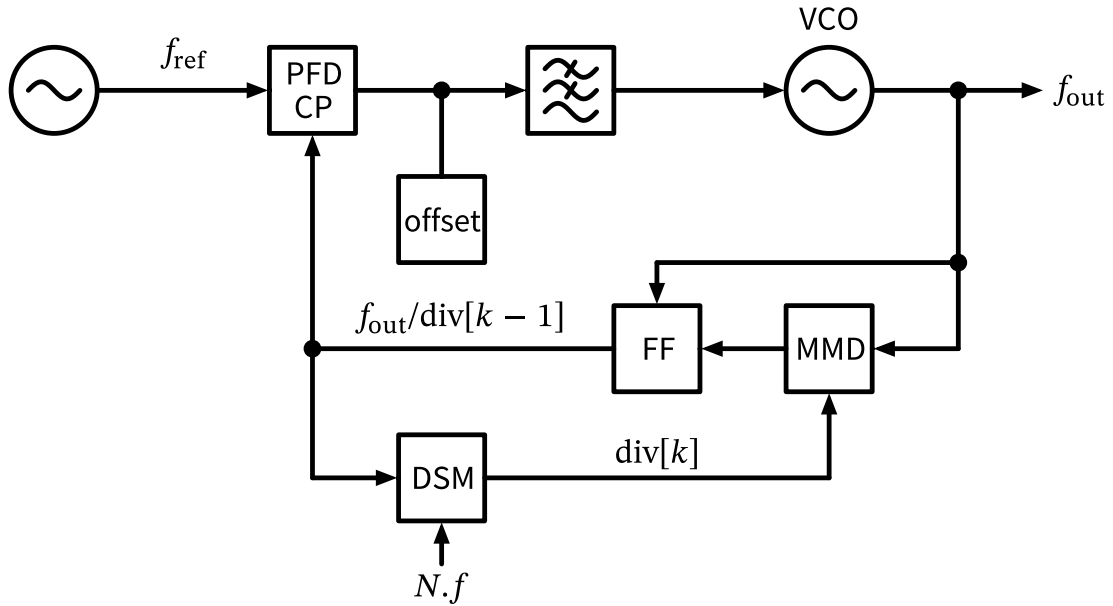 VCO
f_ref
PFD
CP
f_out
offset
f_out/div[k − 1]
FF
MMD
div[k]
DSM
N.f